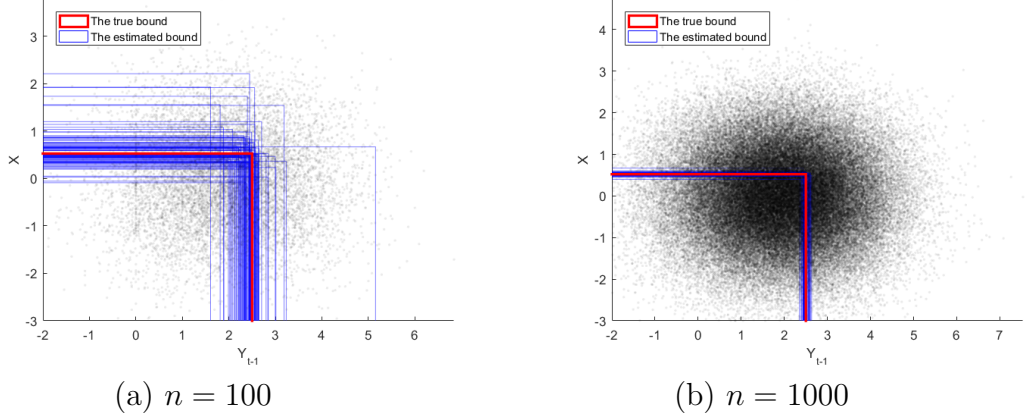 The true bound
The estimated bound
3
2
1
0
-1
-2
-3
X
-2 -1 0 1 2 3 4 5 6
Y t-1
(a) n = 100
The true bound
The estimated bound
4
3
2
1
0
-1
-2
-3
X
-2 -1 0 1 2 3 4 5 6 7
Y t-1
(b) n = 1000